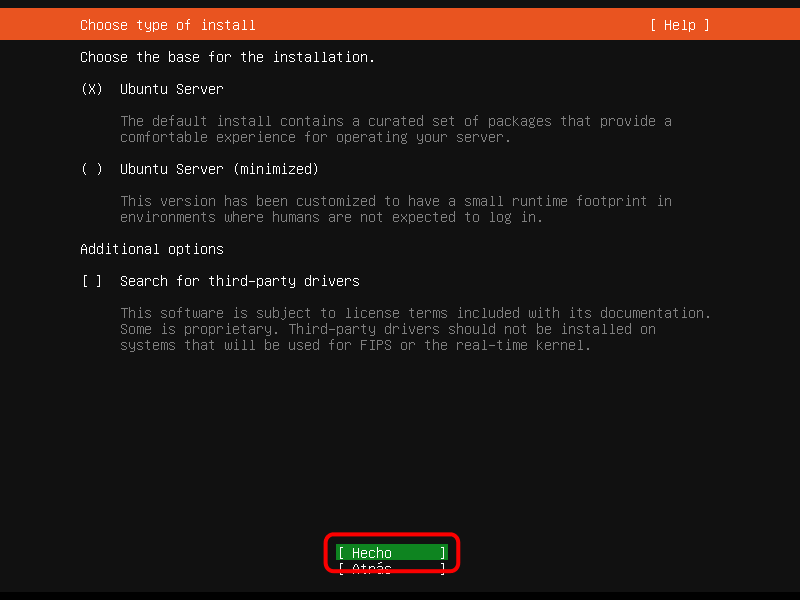 Choose type of install [ Help ]
Choose the base for the installation.
(X) Ubuntu Server
The default install contains a curated set of packages that provide a
comfortable experience for operating your server.
( ) Ubuntu Server (minimized)
This version has been customized to have a small runtime footprint in
environments where humans are not expected to log in.
Additional options
[ ] Search for third-party drivers
This software is subject to license terms included with its documentation.
Some is proprietary. Third-party drivers should not be installed on
systems that will be used for FIPS or the real-time kernel.
[ Hecho ]
[ Atrás ]